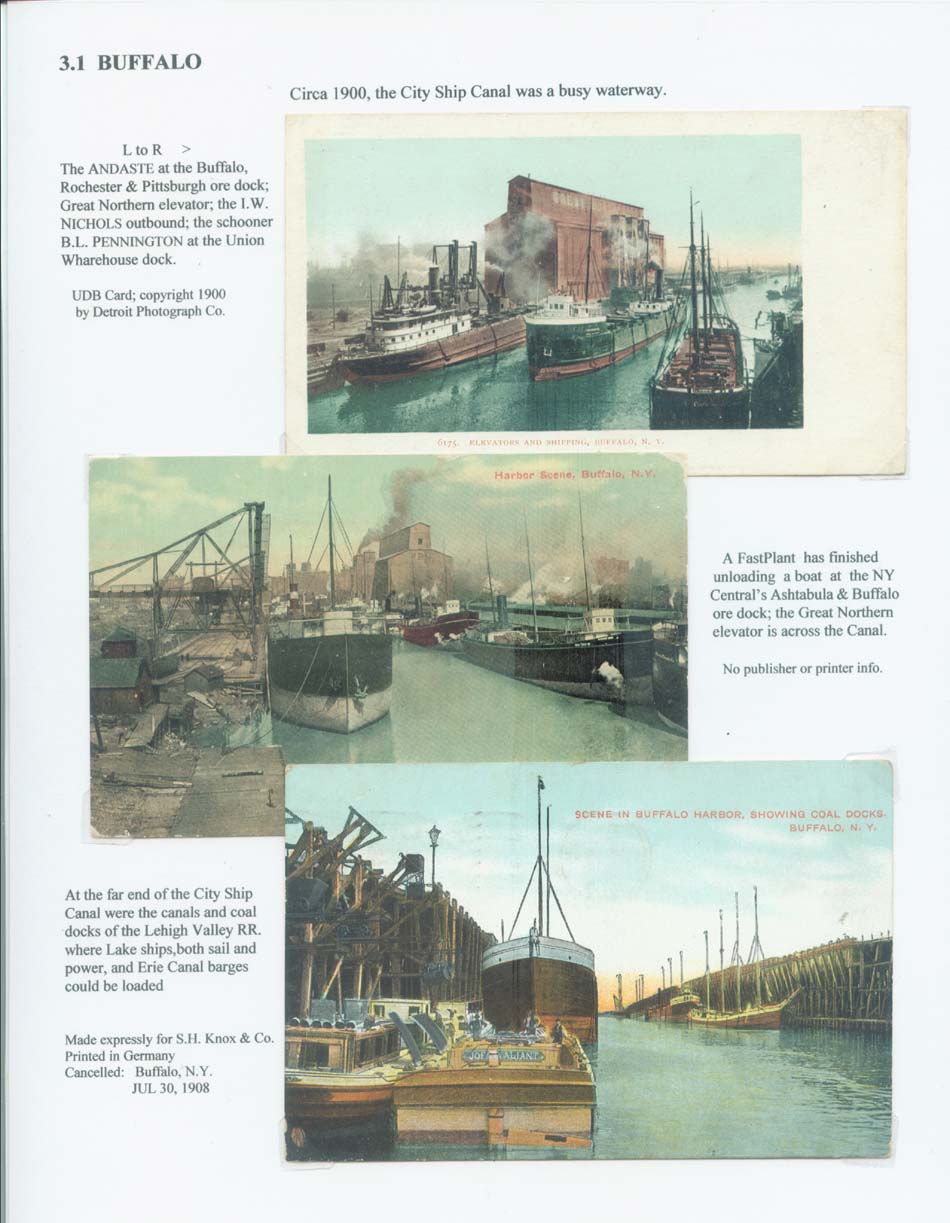 3.1 BUFFALO
Circa 1900, the City Ship Canal was a busy waterway.
L to R >
The ANDASTE at the Buffalo,
Rochester & Pittsburgh ore dock;
Great Northern elevator; the I.W.
NICHOLS outbound; the schooner
B.L. PENNINGTON at the Union
Wharehouse dock.
UDB Card; copyright 1900
by Detroit Photograph Co.
6175. ELEVATORS AND SHIPPING, BUFFALO, N. Y.
Harbor Scene, Buffalo, N.Y.
A FastPlant has finished
unloading a boat at the NY
Central's Ashtabula & Buffalo
ore dock; the Great Northern
elevator is across the Canal.
No publisher or printer info.
SCENE IN BUFFALO HARBOR, SHOWING COAL DOCKS.
BUFFALO, N. Y.
At the far end of the City Ship
Canal were the canals and coal
docks of the Lehigh Valley RR.
where Lake ships,both sail and
power, and Erie Canal barges
could be loaded
Made expressly for S.H. Knox & Co.
Printed in Germany
Cancelled: Buffalo, N.Y.
JUL 30, 1908
VALIANT